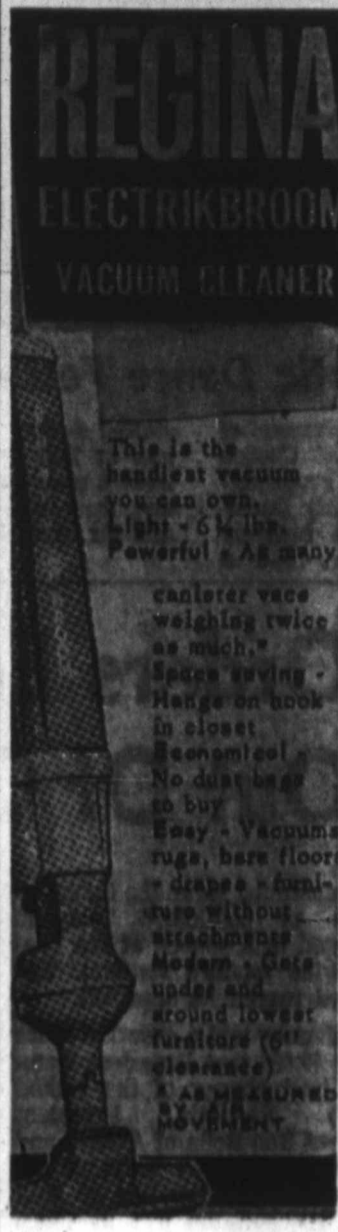 REGINA
ELECTRIKBROOM
VACUUM CLEANER
This is the
handiest vacuum
you can own.
Light - 6¼ lbs.
Powerful - As many
canister vacs
weighing twice
as much.*
Space saving -
Hangs on hook
in closet
Economical -
No dust bags
to buy
Easy - Vacuums
rugs, bare floors
- drapes - furni-
ture without
attachments
Modern - Gets
under and
around lowest
furniture (6"
clearance)
* AS MEASURED
BY AIR
MOVEMENT